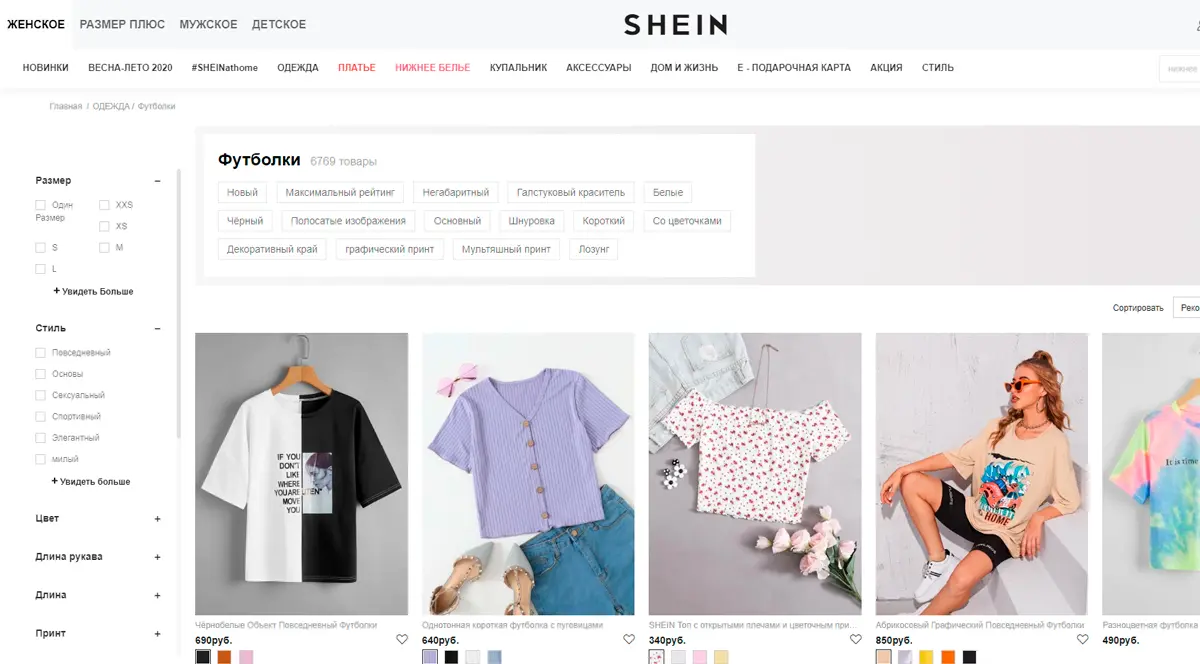 ЖЕНСКОЕ РАЗМЕР ПЛЮС МУЖСКОЕ ДЕТСКОЕ
SHEIN
НОВИНКИ ВЕСНА-ЛЕТО 2020 #SHEINathome ОДЕЖДА ПЛАТЬЕ НИЖНЕЕ БЕЛЬЕ КУПАЛЬНИК АКСЕССУАРЫ ДОМ И ЖИЗНЬ Е - ПОДАРОЧНАЯ КАРТА АКЦИЯ СТИЛЬ
Главная / ОДЕЖДА / Футболки
Футболки 6769 товары
Новый Максимальный рейтинг Негабаритный Галстуковый краситель Белые
Чёрный Полосатые изображения Основный Шнуровка Короткий Со цветочками
Декоративный край графический принт Мультяшный принт Лозунг
Размер −
Один Размер
XXS
XS
S
M
L
+ Увидеть Больше
Стиль −
Повседневный
Основы
Сексуальный
Спортивный
Элегантный
милый
+ Увидеть больше
Цвет +
Длина рукава +
Длина +
Принт +
Сортировать Реко
IF YOU
DON'T
LIKE
WHERE
YOU ARE
MOVE
YOU
HOME
It is time
Чёрнобелые Объект Повседневный Футболки
690руб.
Однотонная короткая футболка с пуговицами
640руб.
SHEIN Топ с открытыми плечами и цветочным при...
340руб.
Абрикосовый Графический Повседневный Футболки
850руб.
Разноцветная футболка
490руб.